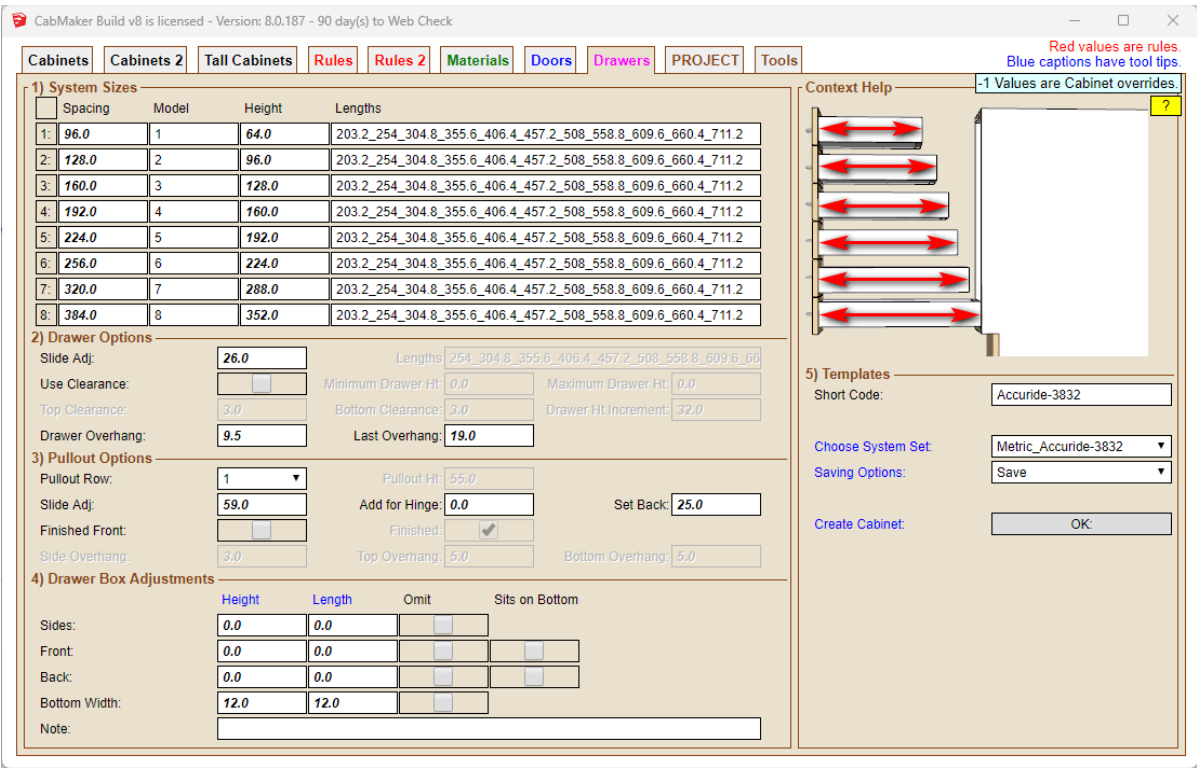 CabMaker Build v8 is licensed - Version: 8.0.187 - 90 day(s) to Web Check
Cabinets Cabinets 2 Tall Cabinets Rules Rules 2 Materials Doors Drawers PROJECT Tools
Red values are rules.
Blue captions have tool tips.
-1 Values are Cabinet overrides.
?
1) System Sizes
Spacing Model Height Lengths
1: 96.0 1 64.0 203.2_254_304.8_355.6_406.4_457.2_508_558.8_609.6_660.4_711.2
2: 128.0 2 96.0 203.2_254_304.8_355.6_406.4_457.2_508_558.8_609.6_660.4_711.2
3: 160.0 3 128.0 203.2_254_304.8_355.6_406.4_457.2_508_558.8_609.6_660.4_711.2
4: 192.0 4 160.0 203.2_254_304.8_355.6_406.4_457.2_508_558.8_609.6_660.4_711.2
5: 224.0 5 192.0 203.2_254_304.8_355.6_406.4_457.2_508_558.8_609.6_660.4_711.2
6: 256.0 6 224.0 203.2_254_304.8_355.6_406.4_457.2_508_558.8_609.6_660.4_711.2
7: 320.0 7 288.0 203.2_254_304.8_355.6_406.4_457.2_508_558.8_609.6_660.4_711.2
8: 384.0 8 352.0 203.2_254_304.8_355.6_406.4_457.2_508_558.8_609.6_660.4_711.2
2) Drawer Options
Slide Adj: 26.0 Lengths 254_304.8_355.6_406.4_457.2_508_558.8_609.6_66
Use Clearance: Minimum Drawer Ht: 0.0 Maximum Drawer Ht: 0.0
Top Clearance: 3.0 Bottom Clearance: 3.0 Drawer Ht Increment: 32.0
Drawer Overhang: 9.5 Last Overhang: 19.0
3) Pullout Options
Pullout Row: 1 Pullout Ht: 55.0
Slide Adj: 59.0 Add for Hinge: 0.0 Set Back: 25.0
Finished Front: Finished:
Side Overhang: 3.0 Top Overhang: 5.0 Bottom Overhang: 5.0
4) Drawer Box Adjustments
Height Length Omit Sits on Bottom
Sides: 0.0 0.0
Front: 0.0 0.0
Back: 0.0 0.0
Bottom Width: 12.0 12.0
Note:
Context Help
5) Templates
Short Code: Accuride-3832
Choose System Set: Metric_Accuride-3832
Saving Options: Save
Create Cabinet: OK: